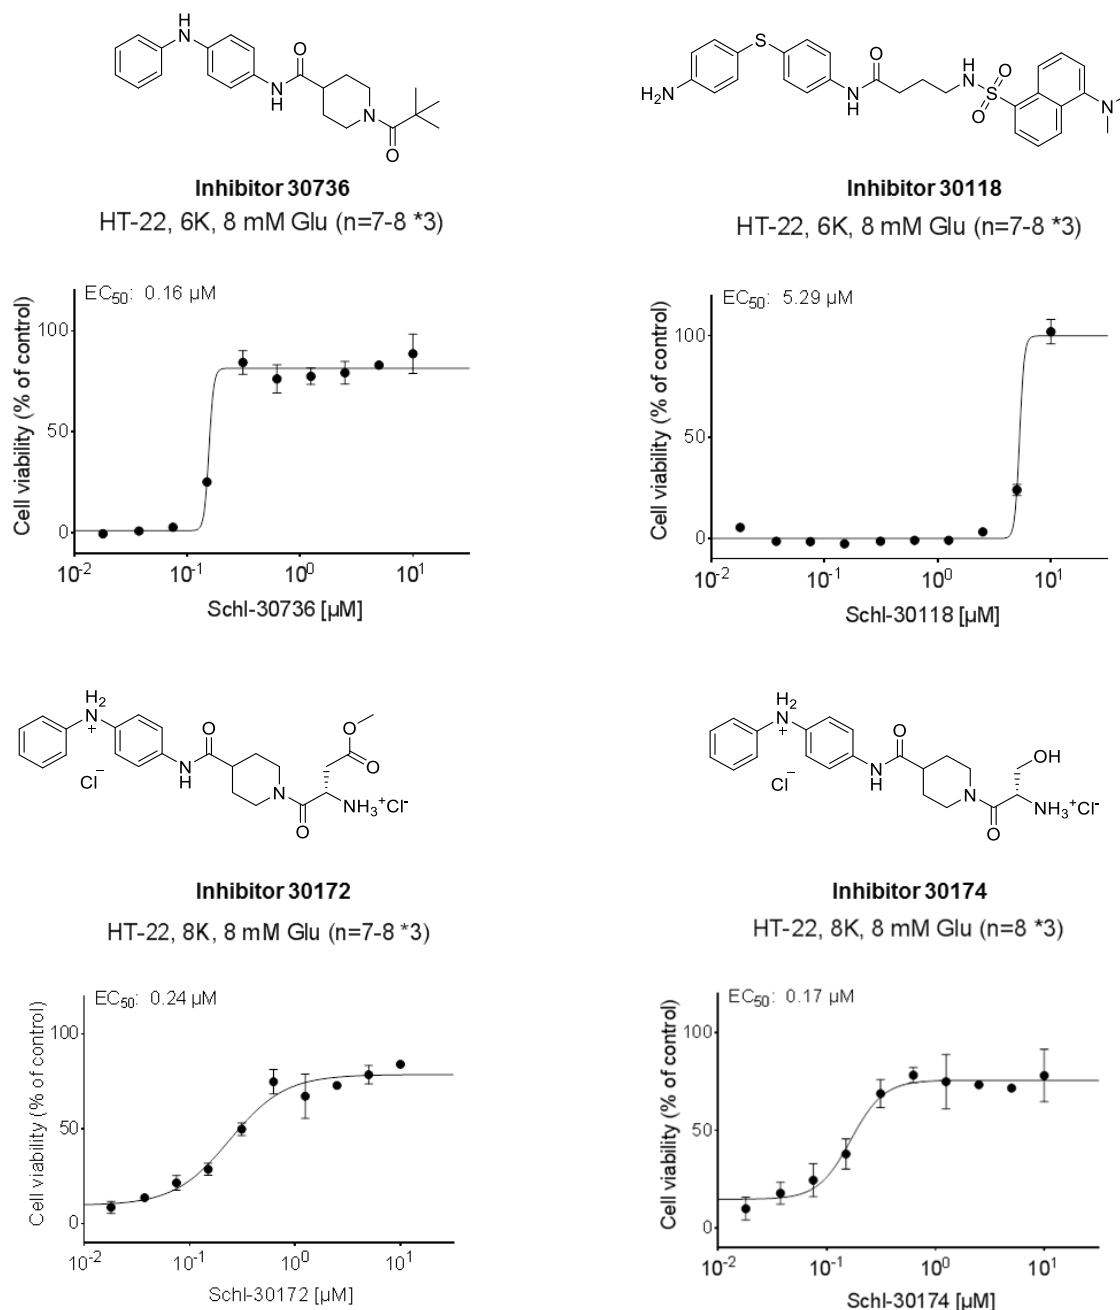 H
N
O
N
H
N
O
Inhibitor 30736
HT-22, 6K, 8 mM Glu (n=7-8 *3)
EC50: 0.16 µM
Cell viability (% of control)
100
50
0
10-2
10-1
100
101
Schl-30736 [µM]
S
H2N
O
N
H
H
N
O
S
O
N
Inhibitor 30118
HT-22, 6K, 8 mM Glu (n=7-8 *3)
EC50: 5.29 µM
Cell viability (% of control)
100
50
0
10-2
10-1
100
101
Schl-30118 [µM]
H2
N
+
Cl-
O
N
H
N
O
O
O
NH3+Cl-
Inhibitor 30172
HT-22, 8K, 8 mM Glu (n=7-8 *3)
EC50: 0.24 µM
Cell viability (% of control)
100
50
0
10-2
10-1
100
101
Schl-30172 [µM]
H2
N
+
Cl-
O
N
H
N
O
OH
NH3+Cl-
Inhibitor 30174
HT-22, 8K, 8 mM Glu (n=8 *3)
EC50: 0.17 µM
Cell viability (% of control)
100
50
0
10-2
10-1
100
101
Schl-30174 [µM]